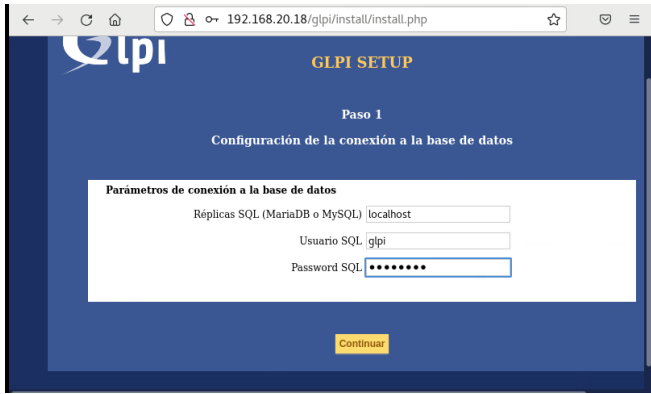 192.168.20.18/glpi/install/install.php
Glpi
GLPI SETUP
Paso 1
Configuración de la conexión a la base de datos
Parámetros de conexión a la base de datos
Réplicas SQL (MariaDB o MySQL) localhost
Usuario SQL glpi
Password SQL ••••••••
Continuar